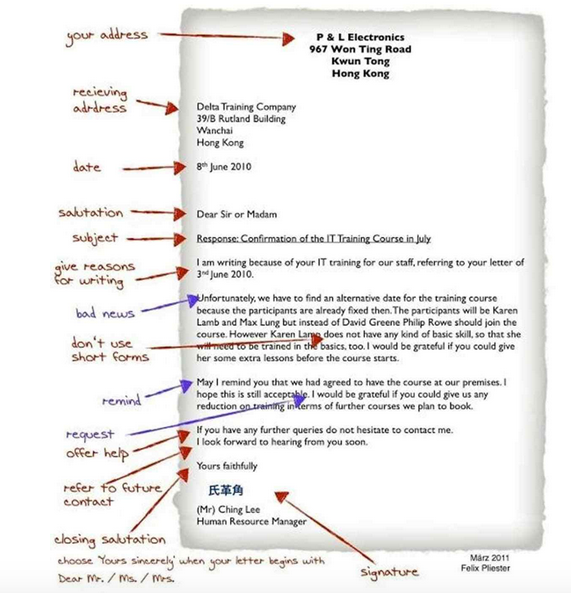 your address
P & L Electronics
967 Won Ting Road
Kwun Tong
Hong Kong
recieving
adrdress
Delta Training Company
39/B Rutland Building
Wanchai
Hong Kong
date
8th June 2010
salutation
Dear Sir or Madam
subject
Response: Confirmation of the IT Training Course in July
give reasons
for writing
I am writing because of your IT training for our staff, referring to your letter of
3rd June 2010.
bad news
Unfortunately, we have to find an alternative date for the training course
because the participants are already fixed then. The participants will be Karen
Lamb and Max Lung but instead of David Greene Philip Rowe should join the
course. However Karen Lamp does not have any kind of basic skill, so that she
will need to be trained in the basics, too. I would be grateful if you could give
her some extra lessons before the course starts.
don't use
short forms
remind
May I remind you that we had agreed to have the course at our premises. I
hope this is still acceptable. I would be grateful if you could give us any
reduction on training in terms of further courses we plan to book.
request
offer help
If you have any further queries do not hesitate to contact me.
I look forward to hearing from you soon.
refer to future
contact
Yours faithfully
氏革角
(Mr) Ching Lee
Human Resource Manager
closing salutation
choose 'Yours sincerely' when your letter begins with
Dear Mr. / Ms. / Mrs.
signature
März 2011
Felix Pliester